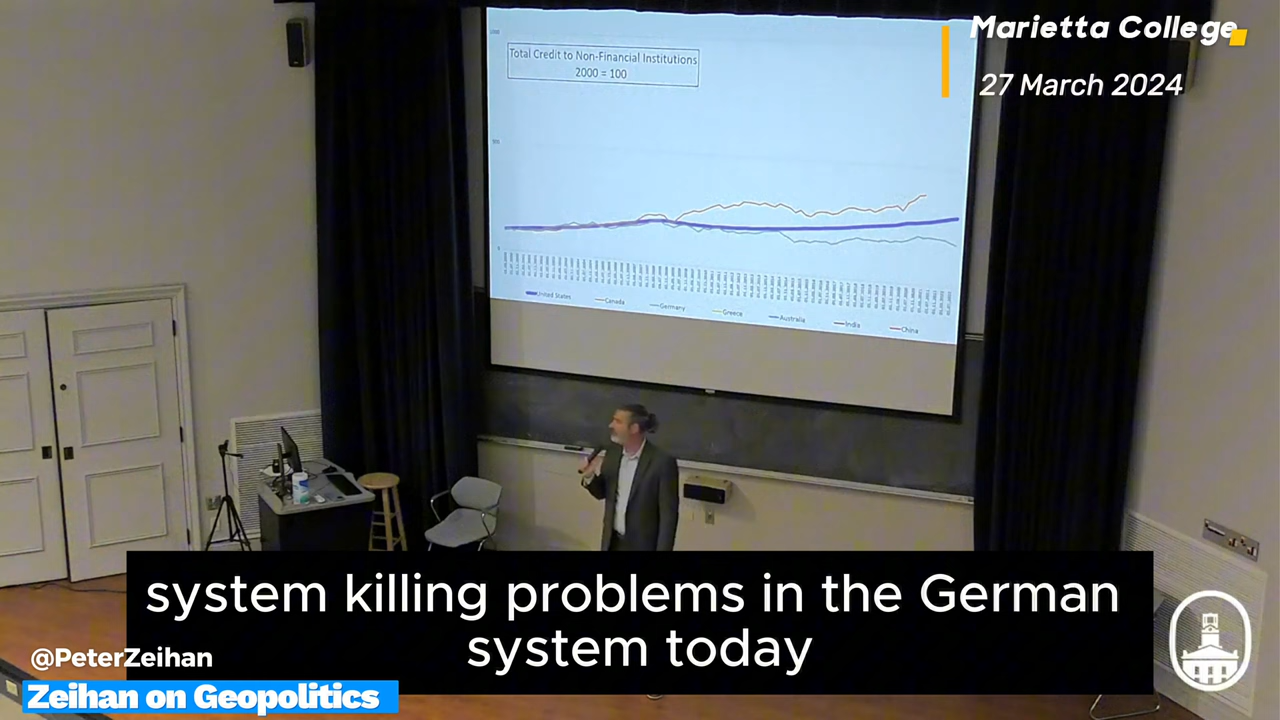 Marietta College
27 March 2024
Total Credit to Non-Financial Institutions
2000 = 100
United States
Canada
Germany
Greece
Australia
India
China
system killing problems in the German
system today
@PeterZeihan
Zeihan on Geopolitics